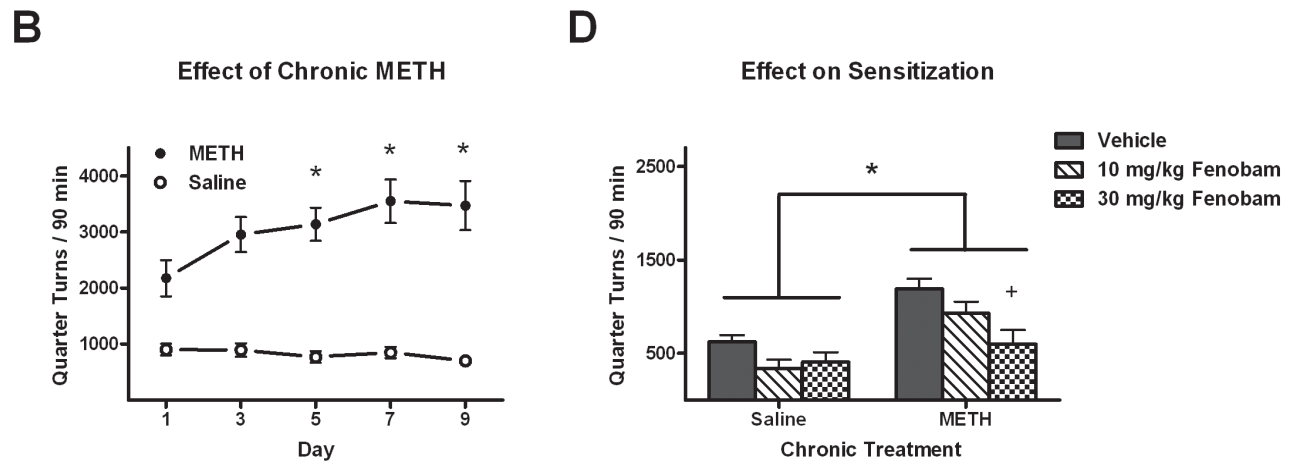 B
Effect of Chronic METH
METH
Saline
*
*
*
4000
3000
2000
1000
Quarter Turns / 90 min
1
3
5
7
9
Day
D
Effect on Sensitization
Vehicle
10 mg/kg Fenobam
30 mg/kg Fenobam
*
+
2500
1500
500
Quarter Turns / 90 min
Saline
METH
Chronic Treatment